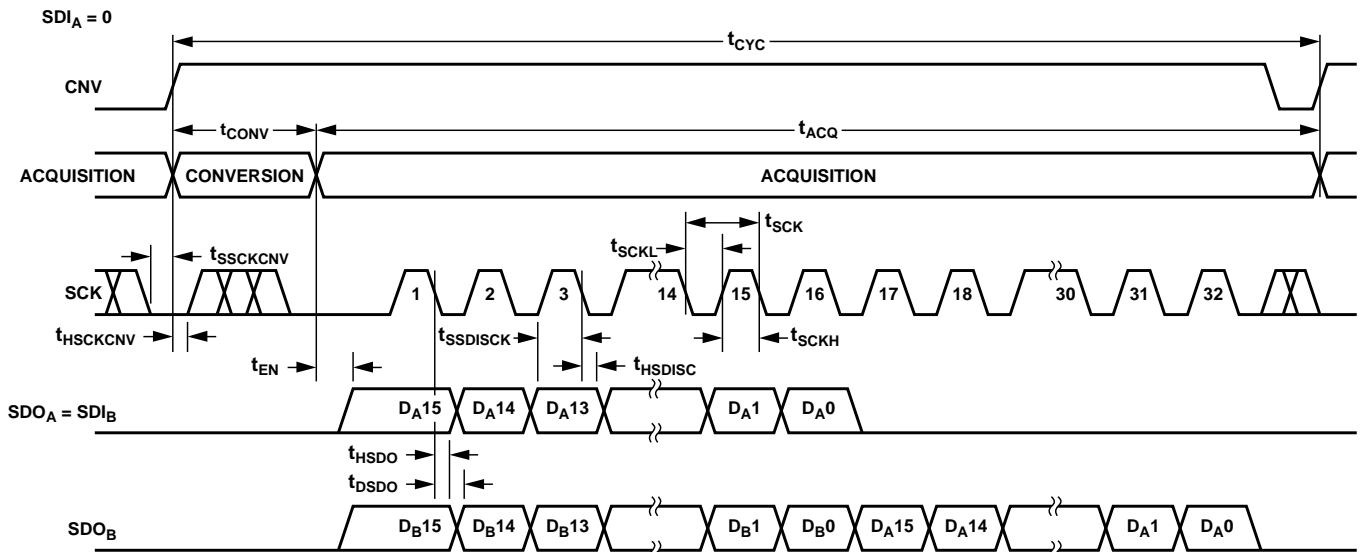 SDIA = 0
tCYC
CNV
tCONV
tACQ
ACQUISITION CONVERSION ACQUISITION
tSCK
tSCKL
tSSCKCNV
SCK 1 2 3 14 15 16 17 18 30 31 32
tHSCKCNV
tSSDISCK
tSCKH
tEN
tHSDISC
SDOA = SDIB DA15 DA14 DA13 DA1 DA0
tHSDO
tDSDO
SDOB DB15 DB14 DB13 DB1 DB0 DA15 DA14 DA1 DA0